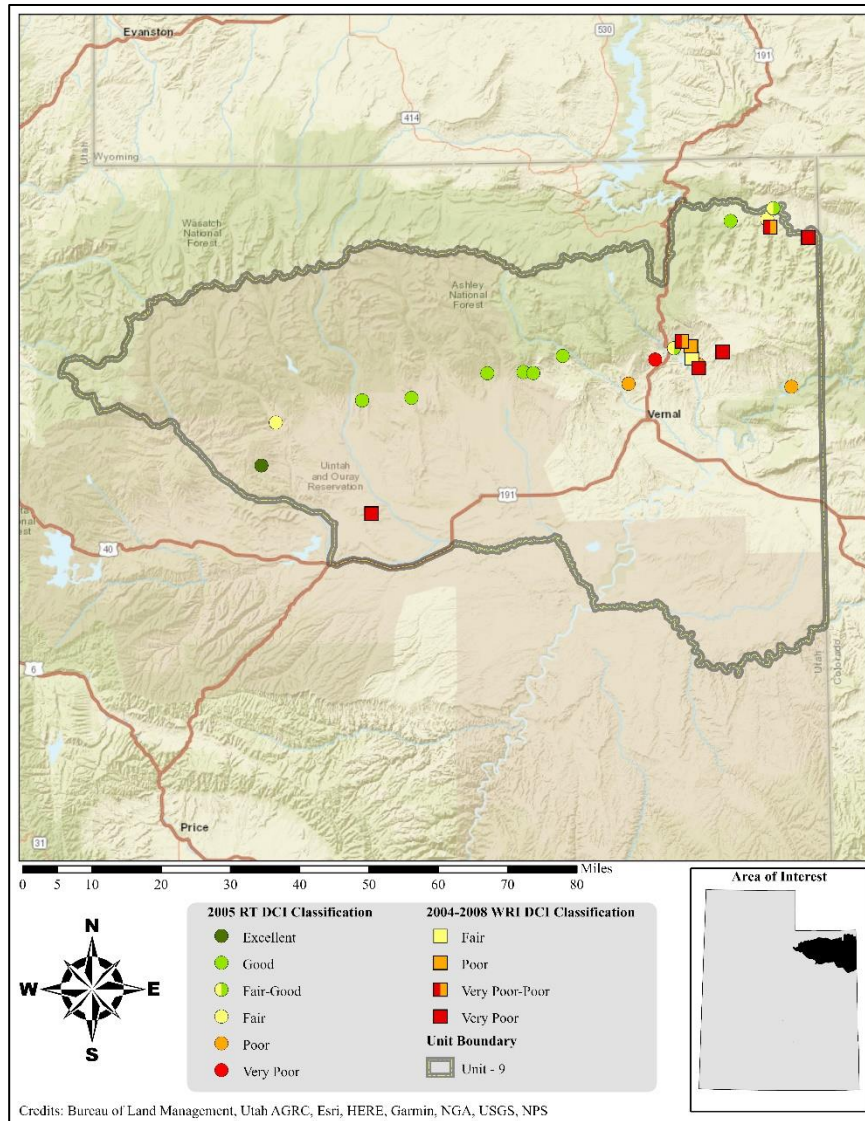 Evanston
530
191
414
Utah
Wyoming
Wasatch
National
Forest
Ashley
National
Forest
Vernal
Uintah
and Ouray
Reservation
191
National
Forest
40
6
Utah
Colorado
Price
31
Miles
0 5 10 20 30 40 50 60 70 80
Area of Interest
N
W E
S
2005 RT DCI Classification
Excellent
Good
Fair-Good
Fair
Poor
Very Poor
2004-2008 WRI DCI Classification
Fair
Poor
Very Poor-Poor
Very Poor
Unit Boundary
Unit - 9
Credits: Bureau of Land Management, Utah AGRC, Esri, HERE, Garmin, NGA, USGS, NPS